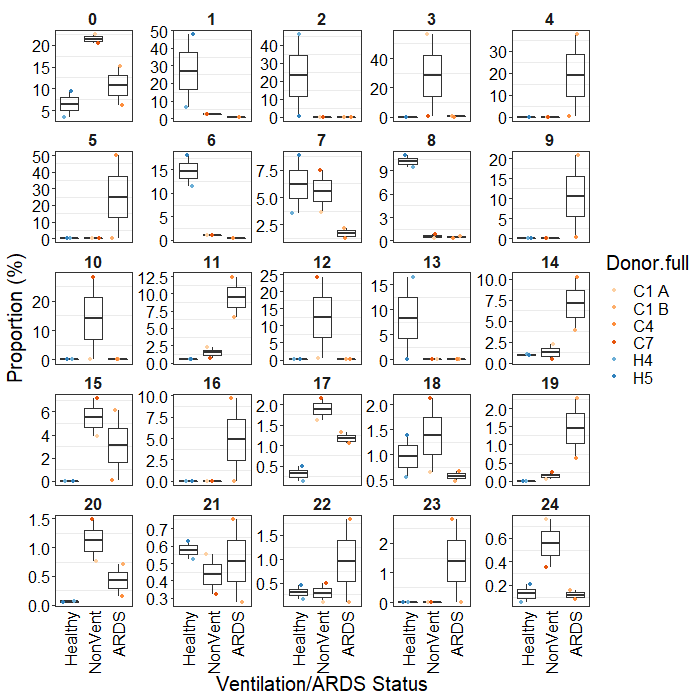 0 1 2 3 4
20 50 40 40 30
15 40 30 20 20
10 30 20 0 10
5 20 10 0
10 0
0
5 6 7 8 9
50 15 7.5 9 20
40 10 5.0 6 15
30 5 2.5 3 10
20 0 0 5
10 0
0
10 11 12 13 14
20 12.5 25 15 10.0
10 10.0 20 10 7.5
0 7.5 15 5 5.0
5.0 10 0 2.5
2.5 5 0.0
0.0 0
15 16 17 18 19
6 10.0 2.0 2.0 2.0
4 7.5 1.5 1.5 1.5
2 5.0 1.0 1.0 1.0
0 2.5 0.5 0.5 0.5
0.0 0.0
20 21 22 23 24
1.5 0.7 1.5 2 0.6
1.0 0.6 1.0 1 0.4
0.5 0.5 0.5 0 0.2
0.0 0.4
0.3
Healthy NonVent ARDS Healthy NonVent ARDS Healthy NonVent ARDS Healthy NonVent ARDS Healthy NonVent ARDS
Ventilation/ARDS Status
Proportion (%)
Donor.full
C1 A
C1 B
C4
C7
H4
H5